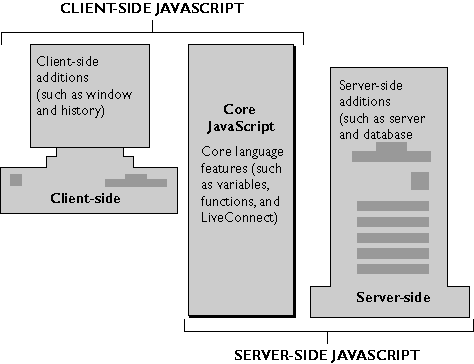 CLIENT-SIDE JAVASCRIPT
Client-side
additions
(such as window
and history)
Client-side
Core
JavaScript
Core language
features (such
as variables,
functions, and
LiveConnect)
Server-side
additions
(such as server
and database
Server-side
SERVER-SIDE JAVASCRIPT